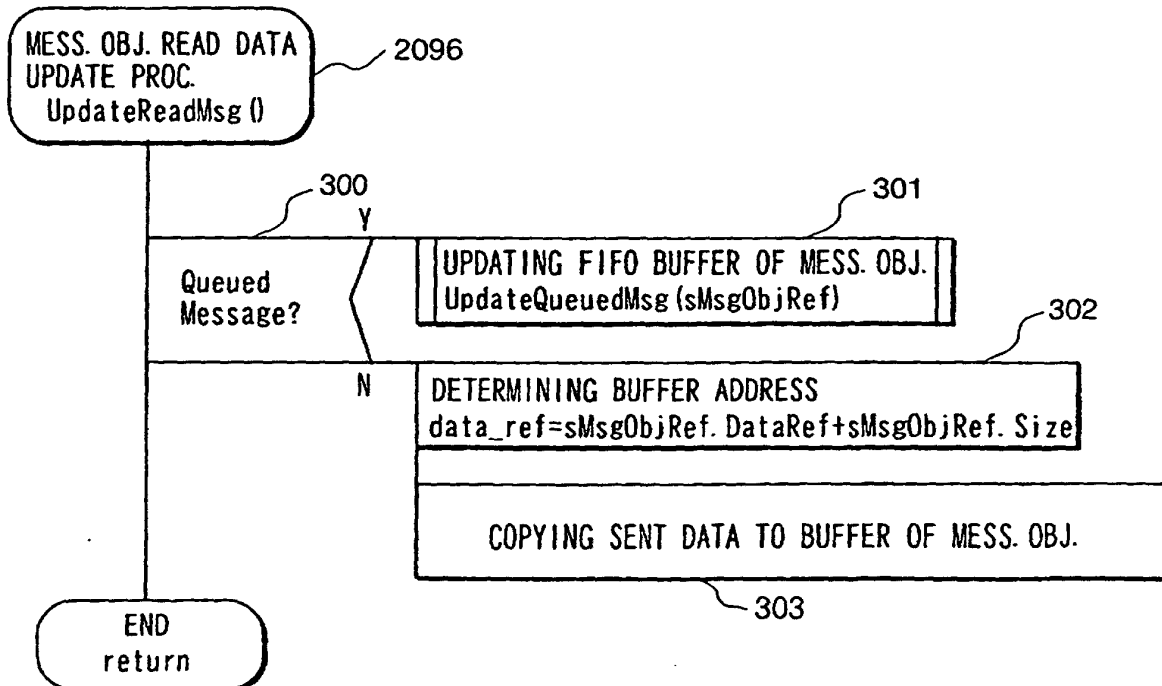 MESS. OBJ. READ DATA
UPDATE PROC.
UpdateReadMsg()
2096
300
Y
301
Queued
Message?
UPDATING FIFO BUFFER OF MESS. OBJ.
UpdateQueuedMsg(sMsgObjRef)
302
N
DETERMINING BUFFER ADDRESS
data_ref=sMsgObjRef.DataRef+sMsgObjRef.Size
COPYING SENT DATA TO BUFFER OF MESS. OBJ.
303
END
return